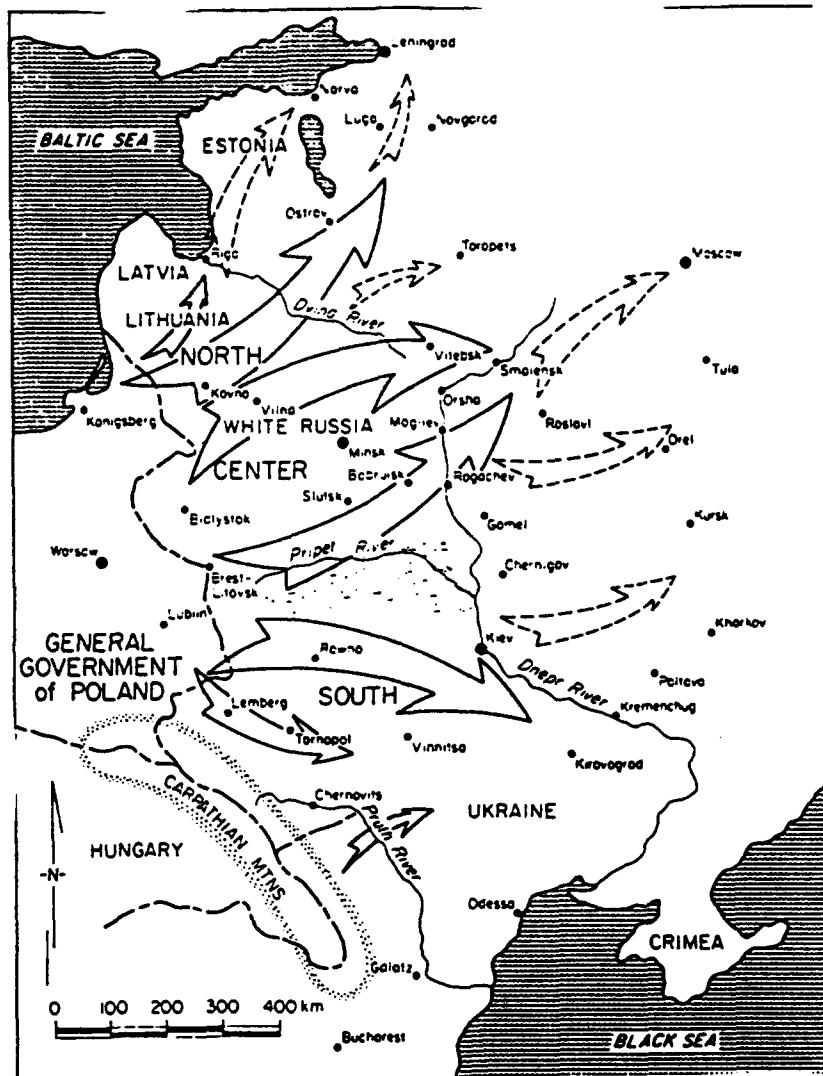 Leningrad
Narva
Luga
Novgorod
BALTIC SEA
ESTONIA
Ostrov
Riga
Toropets
Moscow
LATVIA
Dvina River
LITHUANIA
NORTH
Vitebsk
Smolensk
Tula
Kovno
Vilna
Orsha
Konigsberg
WHITE RUSSIA
Mogilev
Roslavl
Minsk
Orel
CENTER
Bobruisk
Rogachev
Slutsk
Bialystok
Gomel
Kursk
Warsaw
Pripet River
Brest-
Litovsk
Chernigov
Lublin
Kharkov
GENERAL
GOVERNMENT
of POLAND
Rowno
Kiev
SOUTH
Dnepr River
Poltava
Lemberg
Kremenchug
Tarnopol
Vinnitsa
Kirovograd
CARPATHIAN MTNS
Chernovits
Pruth River
UKRAINE
HUNGARY
-N-
Odessa
CRIMEA
Galatz
0 100 200 300 400 km
Bucharest
BLACK SEA